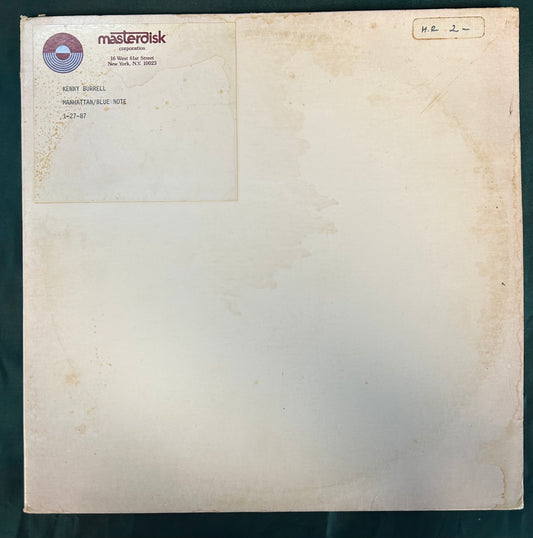 masterdisk
corporation
16 West 61st Street
New York, N.Y. 10023
KENNY BURRELL
MANHATTAN/BLUE NOTE
1-27-87
H.R 2-